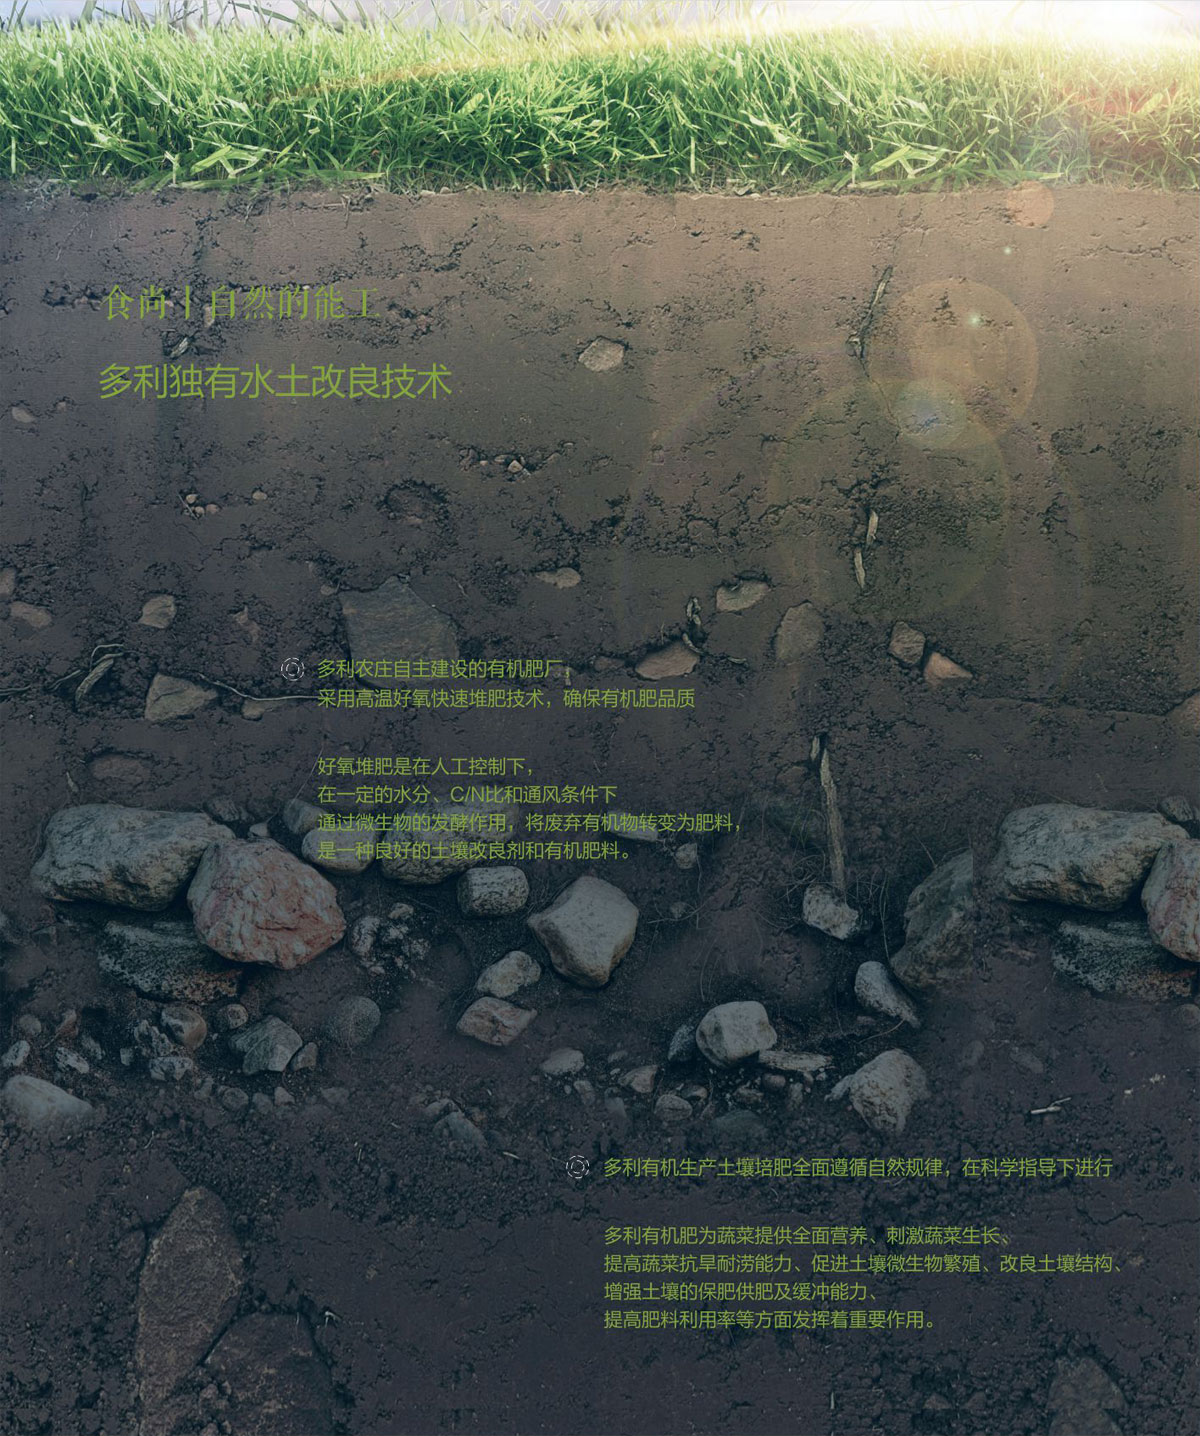 食尚丨自然的能工
多利独有水土改良技术
多利农庄自主建设的有机肥厂，
采用高温好氧快速堆肥技术，确保有机肥品质
好氧堆肥是在人工控制下，
在一定的水分、C/N比和通风条件下
通过微生物的发酵作用，将废弃有机物转变为肥料，
是一种良好的土壤改良剂和有机肥料。
多利有机生产土壤培肥全面遵循自然规律，在科学指导下进行
多利有机肥为蔬菜提供全面营养、刺激蔬菜生长、
提高蔬菜抗旱耐涝能力、促进土壤微生物繁殖、改良土壤结构、
增强土壤的保肥供肥及缓冲能力、
提高肥料利用率等方面发挥着重要作用。